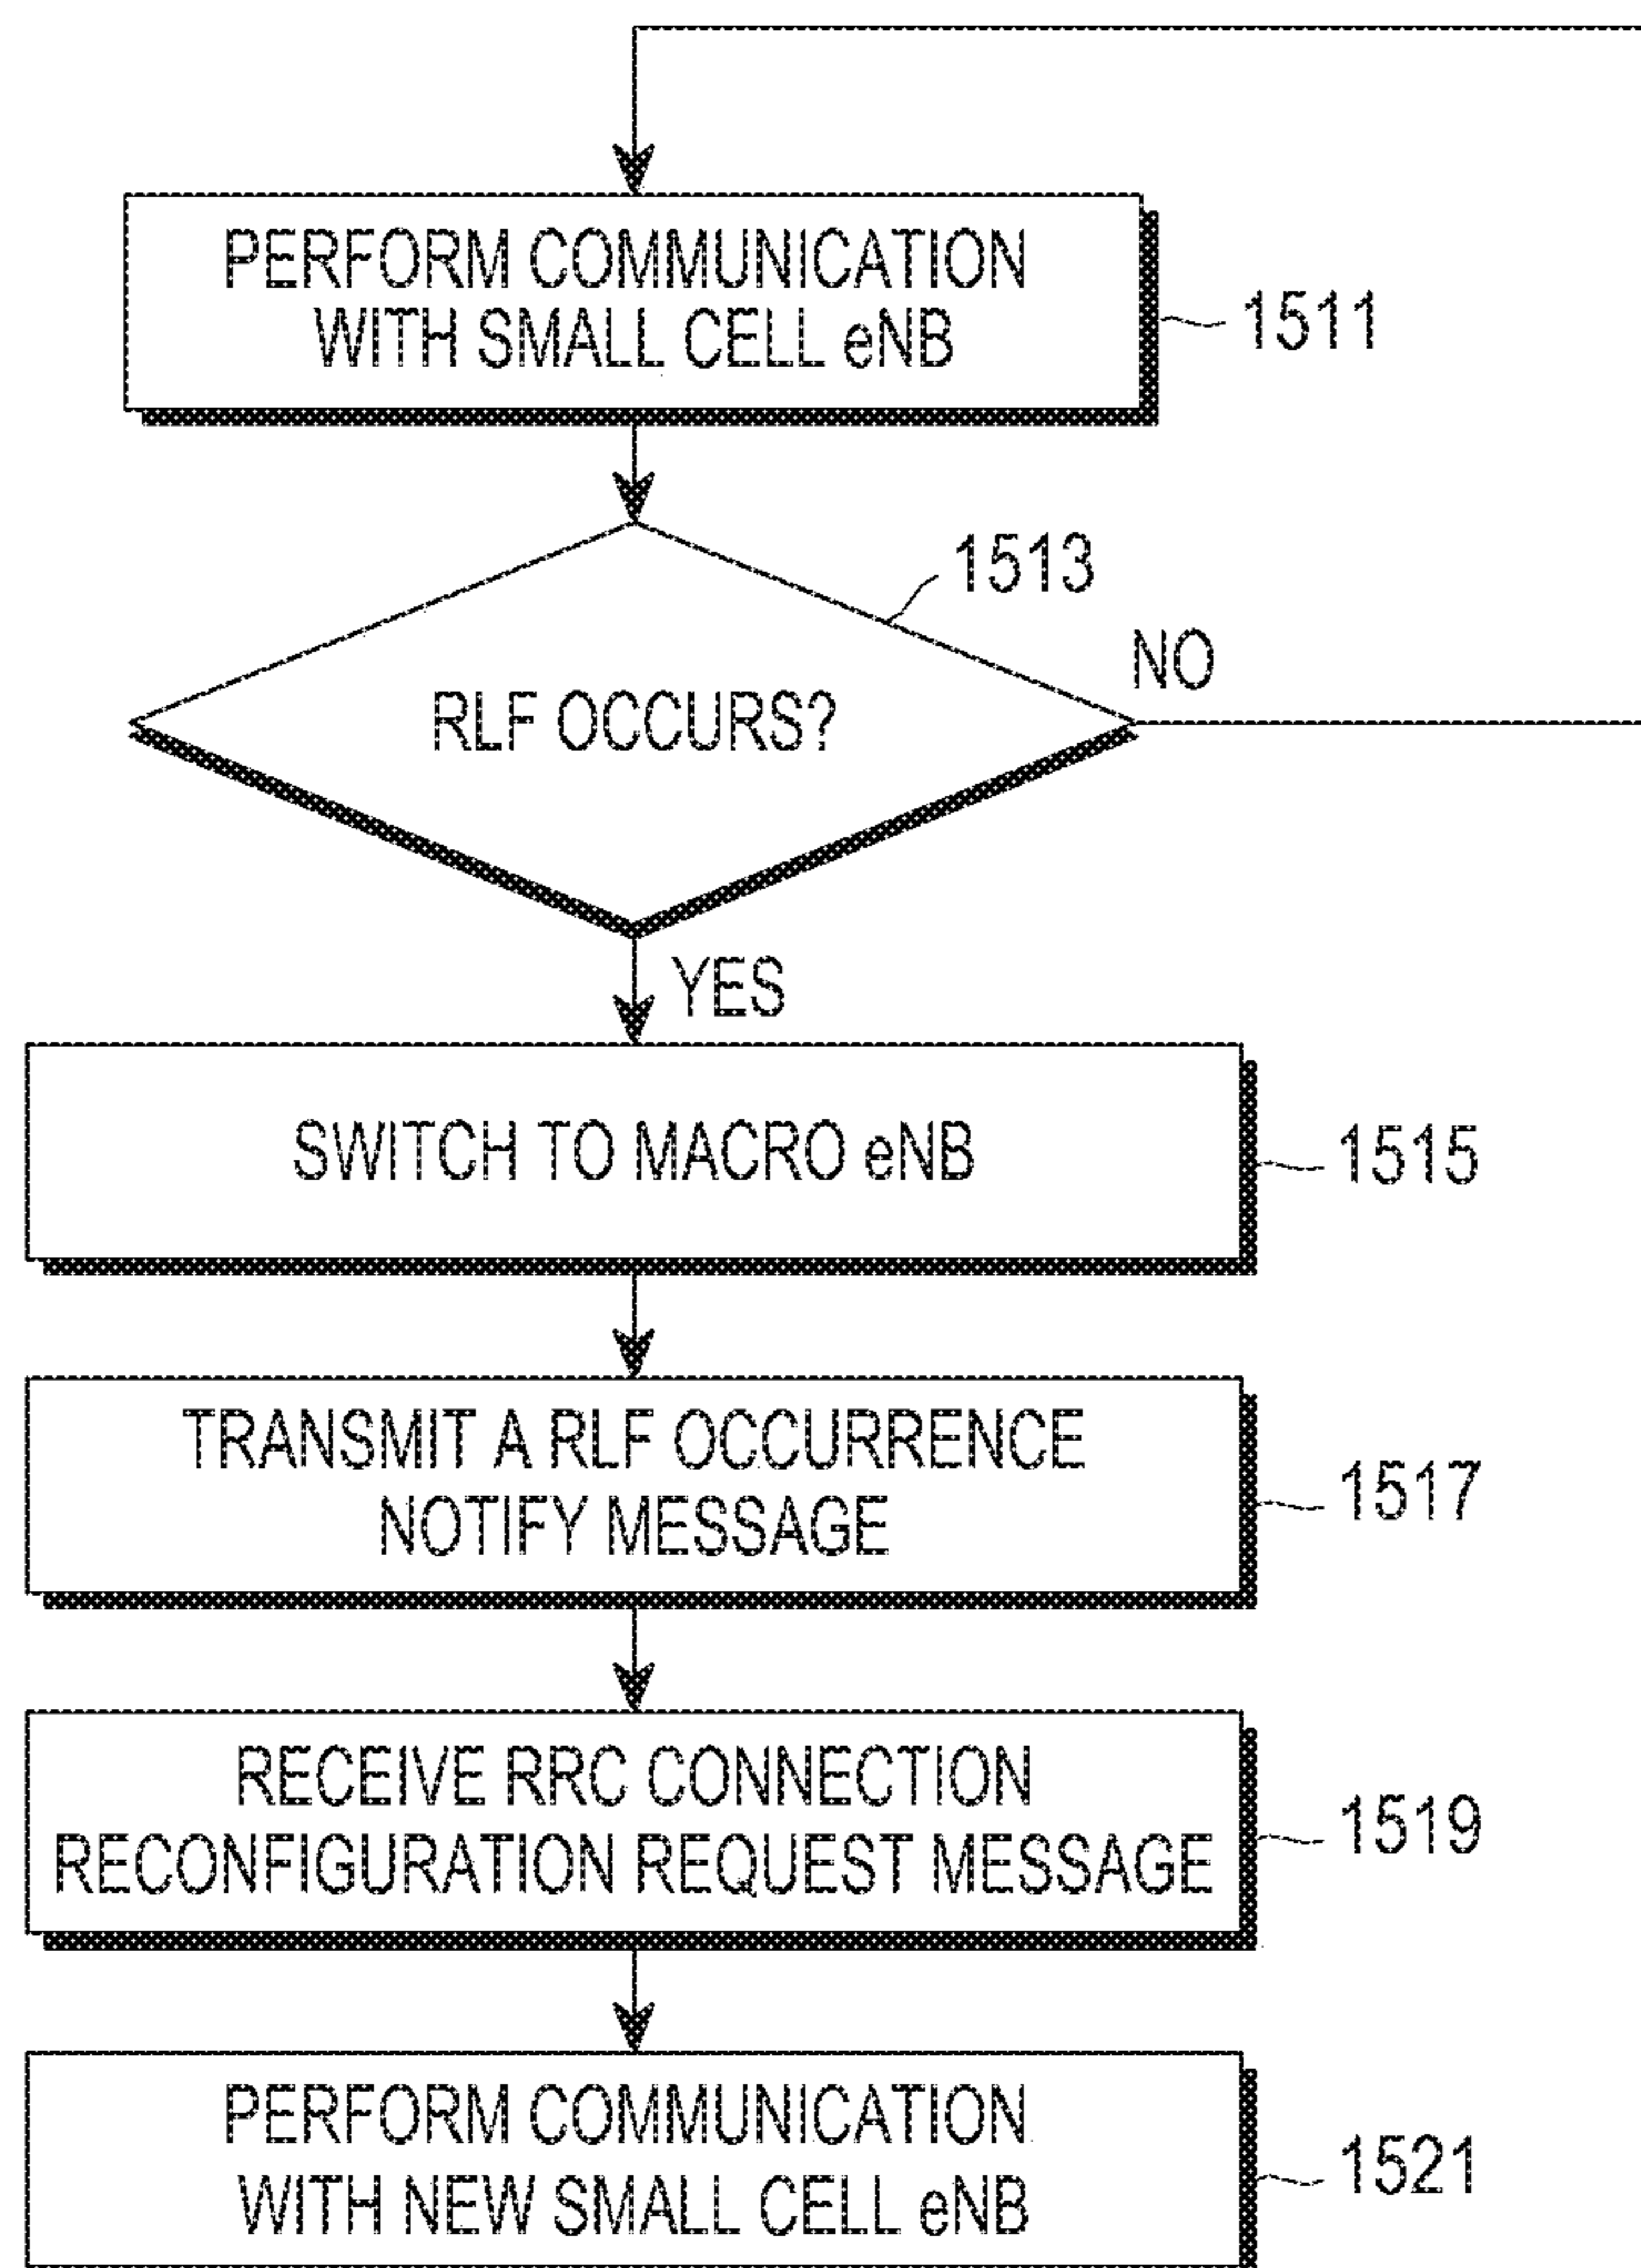 PERFORM COMMUNICATION
WITH SMALL CELL eNB
1511
1513
NO
RLF OCCURS?
YES
SWITCH TO MACRO eNB
1515
TRANSMIT A RLF OCCURRENCE
NOTIFY MESSAGE
1517
RECEIVE RRC CONNECTION
RECONFIGURATION REQUEST MESSAGE
1519
PERFORM COMMUNICATION
WITH NEW SMALL CELL eNB
1521